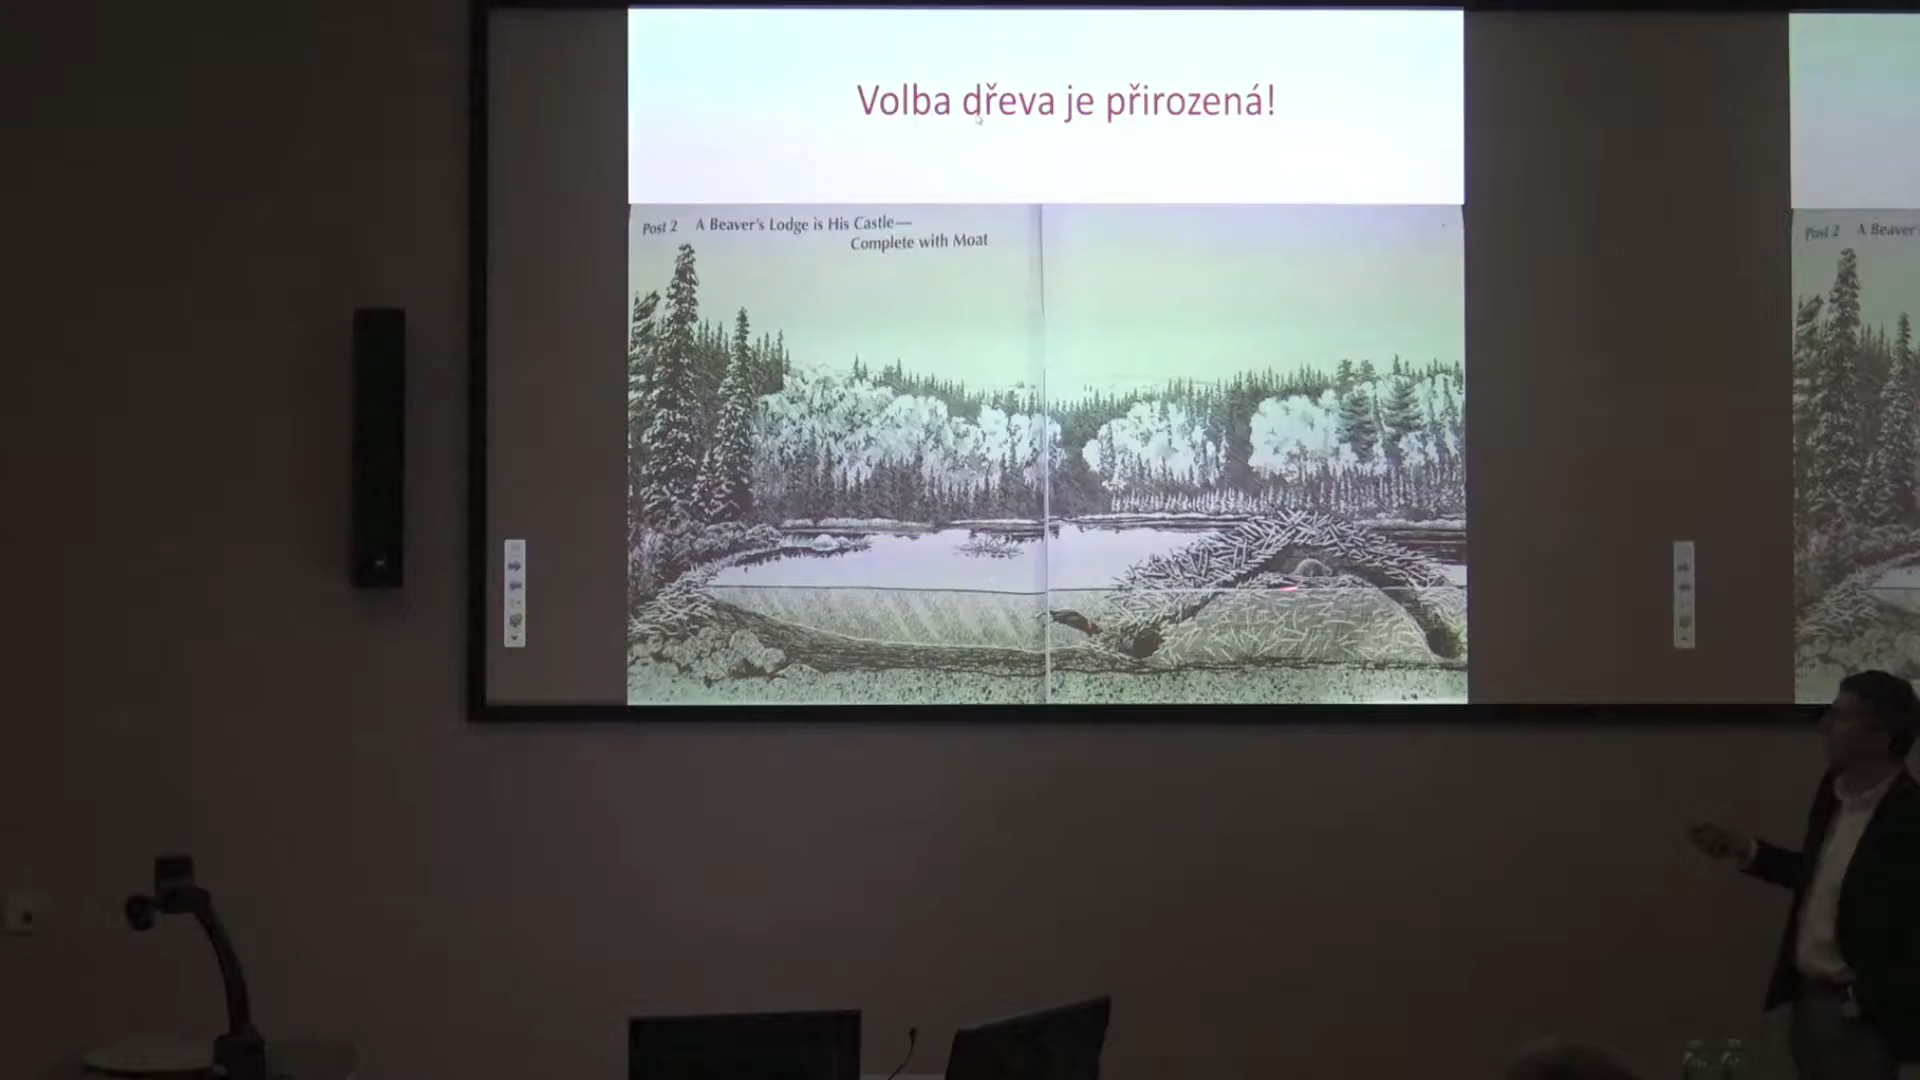 Volba dřeva je přirozená!
Post 2 A Beaver's Lodge is His Castle—
Complete with Moat
Post 2 A Beaver's